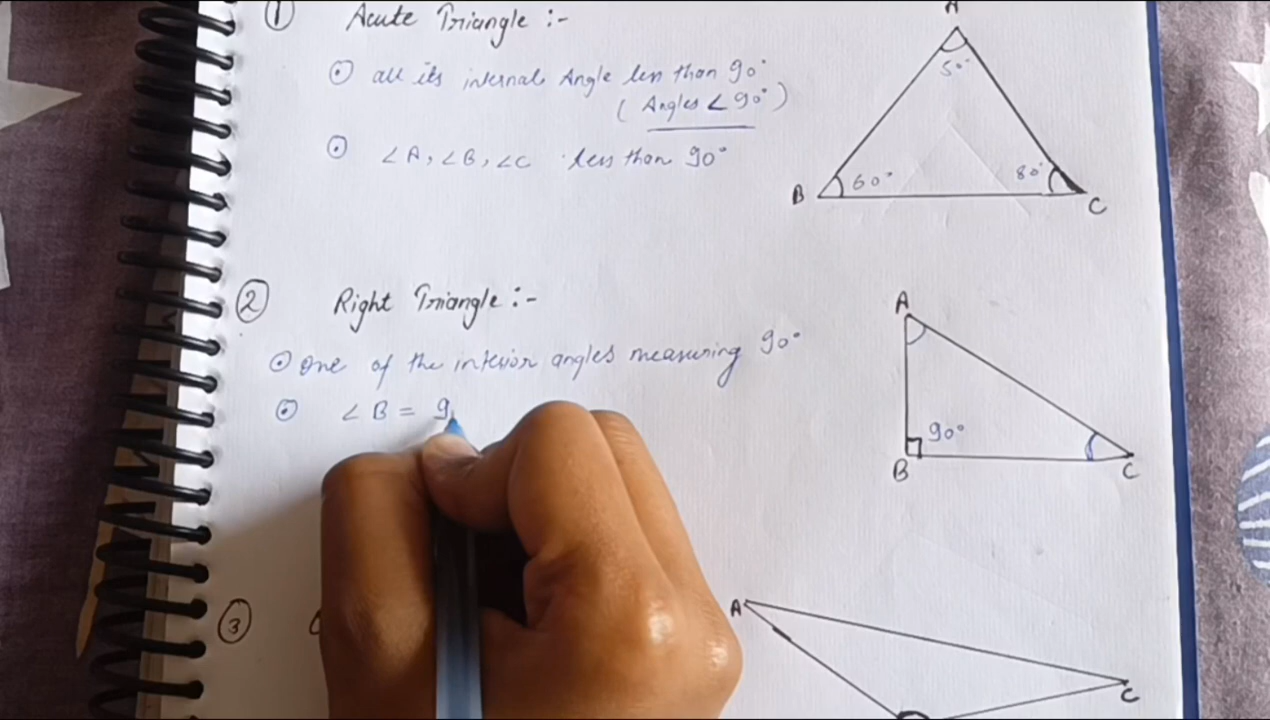 ① Acute Triangle :-
⊙ all its internal Angle less than 90°
( Angles ∠ 90° )
⊙ ∠A, ∠B, ∠C less than 90°
A
50°
B
60°
80°
C
② Right Triangle :-
⊙ One of the interior angles measuring 90°
⊙ ∠B = 9
A
90°
B
C
③
A
C